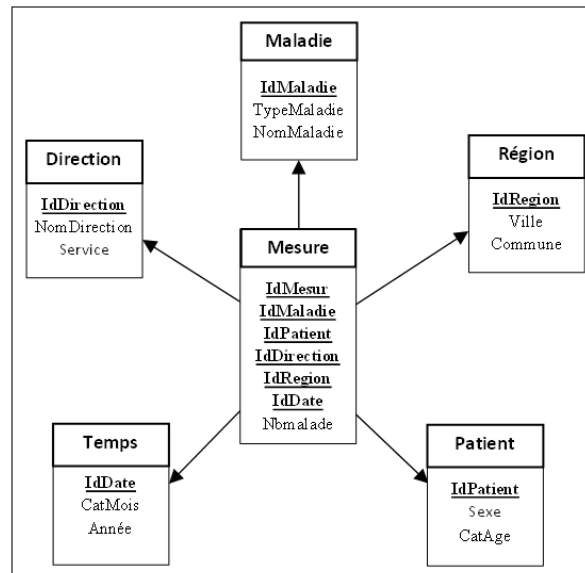 Maladie
IdMaladie
TypeMaladie
NomMaladie
Direction
IdDirection
NomDirection
Service
Région
IdRegion
Ville
Commune
Mesure
IdMesur
IdMaladie
IdPatient
IdDirection
IdRegion
IdDate
Nbmalade
Temps
IdDate
CatMois
Année
Patient
IdPatient
Sexe
CatAge